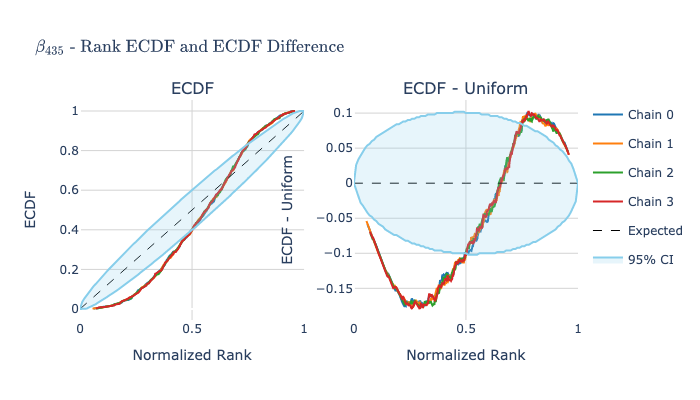 β435 - Rank ECDF and ECDF Difference
ECDF
ECDF - Uniform
ECDF
1
0.8
0.6
0.4
0.2
0
0
0.5
1
Normalized Rank
ECDF - Uniform
0.1
0.05
0
−0.05
−0.1
−0.15
0
0.5
1
Normalized Rank
Chain 0
Chain 1
Chain 2
Chain 3
Expected
95% CI